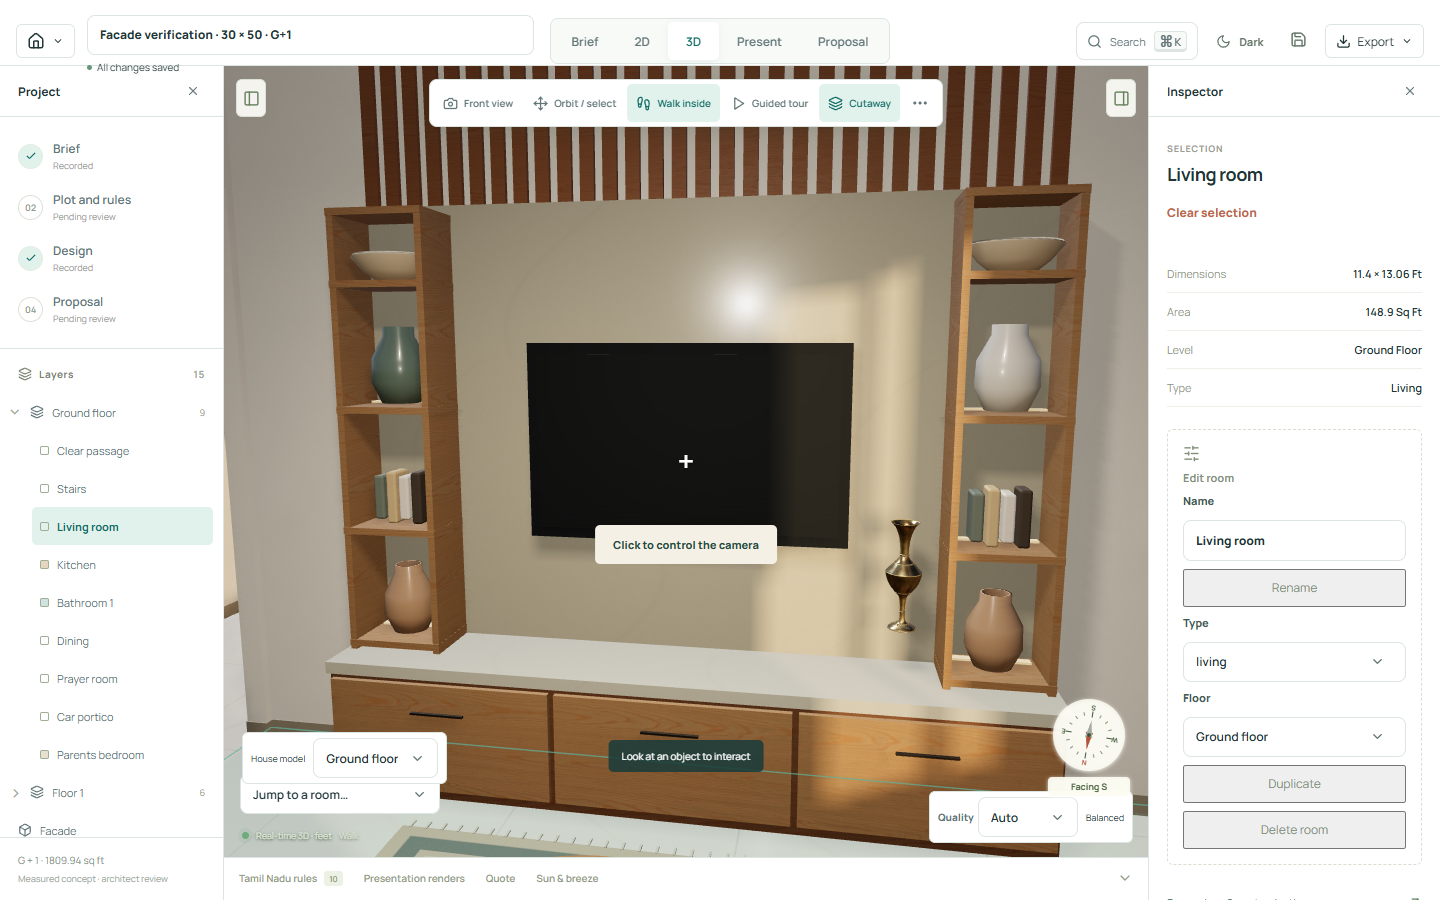 Facade verification · 30 × 50 · G+1
All changes saved
Brief
2D
3D
Present
Proposal
Search
⌘K
Dark
Export
Project
Brief
Recorded
02
Plot and rules
Pending review
Design
Recorded
04
Proposal
Pending review
Layers
15
Ground floor
9
Clear passage
Stairs
Living room
Kitchen
Bathroom 1
Dining
Prayer room
Car portico
Parents bedroom
Floor 1
6
Facade
G + 1 · 1809.94 sq ft
Measured concept · architect review
Front view
Orbit / select
Walk inside
Guided tour
Cutaway
Click to control the camera
Look at an object to interact
House model
Ground floor
Jump to a room...
Real-time 3D · feet · Walk
S
E
W
N
Facing S
Quality
Auto
Balanced
Tamil Nadu rules
10
Presentation renders
Quote
Sun & breeze
Inspector
SELECTION
Living room
Clear selection
Dimensions
11.4 × 13.06 Ft
Area
148.9 Sq Ft
Level
Ground Floor
Type
Living
Edit room
Name
Living room
Rename
Type
living
Floor
Ground floor
Duplicate
Delete room